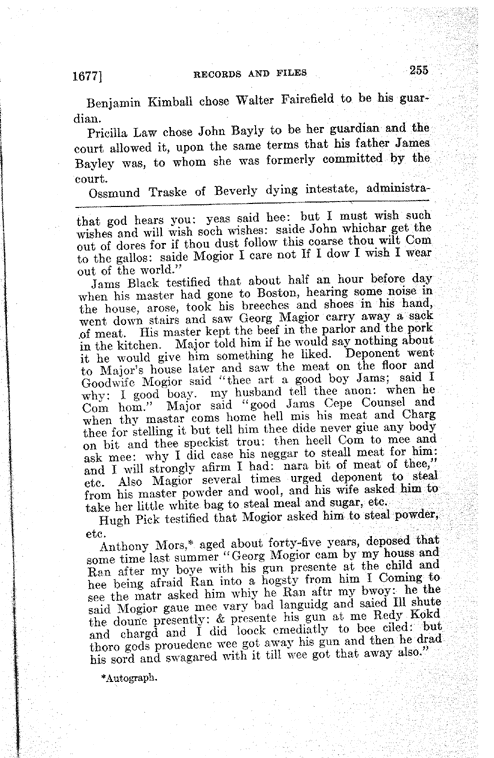 1677] RECORDS AND FILES 255
Benjamin Kimball chose Walter Fairefield to be his guar-
dian.
Pricilla Law chose John Bayly to be her guardian and the
court allowed it, upon the same terms that his father James
Bayley was, to whom she was formerly committed by the
court.
Ossmund Traske of Beverly dying intestate, administra-
that god hears you: yeas said hee: but I must wish such
wishes and will wish soch wishes: saide John whichar get the
out of dores for if thou dust follow this coarse thou wilt Com
to the gallos: saide Mogior I care not If I dow I wish I wear
out of the world."
Jams Black testified that about half an hour before day
when his master had gone to Boston, hearing some noise in
the house, arose, took his breeches and shoes in his hand,
went down stairs and saw Georg Magior carry away a sack
of meat. His master kept the beef in the parlor and the pork
in the kitchen. Major told him if he would say nothing about
it he would give him something he liked. Deponent went
to Major's house later and saw the meat on the floor and
Goodwife Mogior said "thee art a good boy Jams; said I
why: I good boay. my husband tell thee anon: when he
Com hom." Major said "good Jams Cepe Counsel and
when thy mastar coms home hell mis his meat and Charg
thee for stelling it but tell him thee dide never giue any body
on bit and thee speckist trou: then heell Com to mee and
ask mee: why I did case his neggar to steall meat for him:
and I will strongly afirm I had: nara bit of meat of thee,"
etc. Also Magior several times urged deponent to steal
from his master powder and wool, and his wife asked him to
take her little white bag to steal meal and sugar, etc.
Hugh Pick testified that Mogior asked him to steal powder,
etc.
Anthony Mors,* aged about forty-five years, deposed that
some time last summer "Georg Mogior cam by my houss and
Ran after my boye with his gun presente at the child and
hee being afraid Ran into a hogsty from him I Coming to
see the matr asked him whiy he Ran aftr my bwoy: he the
said Mogior gaue mee vary bad languidg and saied Ill shute
the doune presently: & presente his gun at me Redy Kokd
and chargd and I did loock emediatly to bee ciled: but
thoro gods prouedenc wee got away his gun and then he drad
his sord and swagared with it till wee got that away also."
*Autograph.